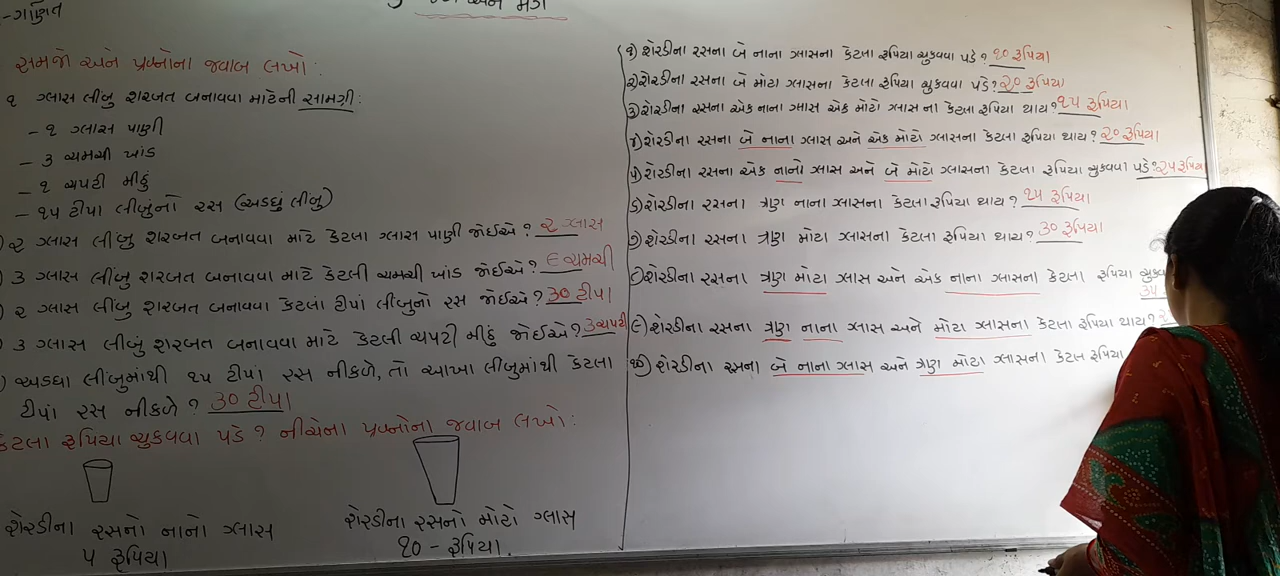 -ગણિત
અને મગ
સમજો અને પ્રશ્નોના જવાબ લખો:
૧ ગ્લાસ લીંબુ શરબત બનાવવા માટેની સામગ્રી:
- ૧ ગ્લાસ પાણી
- ૩ ચમચી ખાંડ
- ૧ ચપટી મીઠું
- ૧૫ ટીપા લીંબુંનો રસ (અડધું લીંબુ)
) ૨ ગ્લાસ લીંબુ શરબત બનાવવા માટે કેટલા ગ્લાસ પાણી જોઈએ? ૨ ગ્લાસ
) ૩ ગ્લાસ લીંબુ શરબત બનાવવા માટે કેટલી ચમચી ખાંડ જોઈએ? ૯ ચમચી
) ૨ ગ્લાસ લીંબુ શરબત બનાવવા કેટલાં ટીપાં લીંબુનો રસ જોઈએ? ૩૦ ટીપાં
) ૩ ગ્લાસ લીંબું શરબત બનાવવા માટે કેટલી ચપટી મીઠું જોઈએ? ૩ ચપટી
) અડધા લીંબુમાંથી ૧૫ ટીપાં રસ નીકળે, તો આખા લીંબુમાંથી કેટલા
ટીપાં રસ નીકળે? ૩૦ ટીપાં
કેટલા રૂપિયા ચુકવવા પડે? નીચેના પ્રશ્નોના જવાબ લખો:
શેરડીના રસનો નાનો ગ્લાસ
૫ રૂપિયા
શેરડીના રસનો મોટો ગ્લાસ
૧૦ - રૂપિયા.
૧) શેરડીના રસના બે નાના ગ્લાસના કેટલા રૂપિયા ચુકવવા પડે? ૧૦ રૂપિયા
૨) શેરડીના રસના બે મોટા ગ્લાસના કેટલા રૂપિયા ચુકવવા પડે? ૨૦ રૂપિયા
૩) શેરડીના રસના એક નાના ગ્લાસ એક મોટો ગ્લાસ ના કેટલા રૂપિયા થાય? ૧૫ રૂપિયા
૪) શેરડીના રસના બે નાના ગ્લાસ અને એક મોટો ગ્લાસના કેટલા રૂપિયા થાય? ૨૦ રૂપિયા
૫) શેરડીના રસના એક નાનો ગ્લાસ અને બે મોટો ગ્લાસના કેટલા રૂપિયા ચુકવવા પડે? ૨૫ રૂપિયા
૬) શેરડીના રસના ત્રણ નાના ગ્લાસના કેટલા રૂપિયા થાય? ૧૫ રૂપિયા
૭) શેરડીના રસના ત્રણ મોટા ગ્લાસના કેટલા રૂપિયા થાય? ૩૦ રૂપિયા
૮) શેરડીના રસના ત્રણ મોટા ગ્લાસ અને એક નાના ગ્લાસના કેટલા રૂપિયા ચુકવ
૩૫
૯) શેરડીના રસના ત્રણ નાના ગ્લાસ અને મોટા ગ્લાસના કેટલા રૂપિયા થાય? ૨
૧૦) શેરડીના રસના બે નાના ગ્લાસ અને ત્રણ મોટા ગ્લાસના કેટલ રૂપિયા